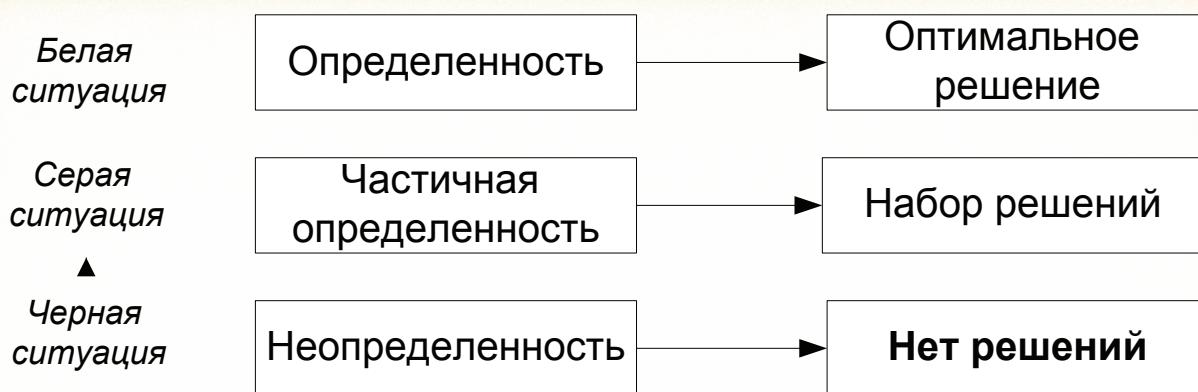 Белая
ситуация
Определенность
Оптимальное
решение
Серая
ситуация
Частичная
определенность
Набор решений
Черная
ситуация
Неопределенность
Нет решений